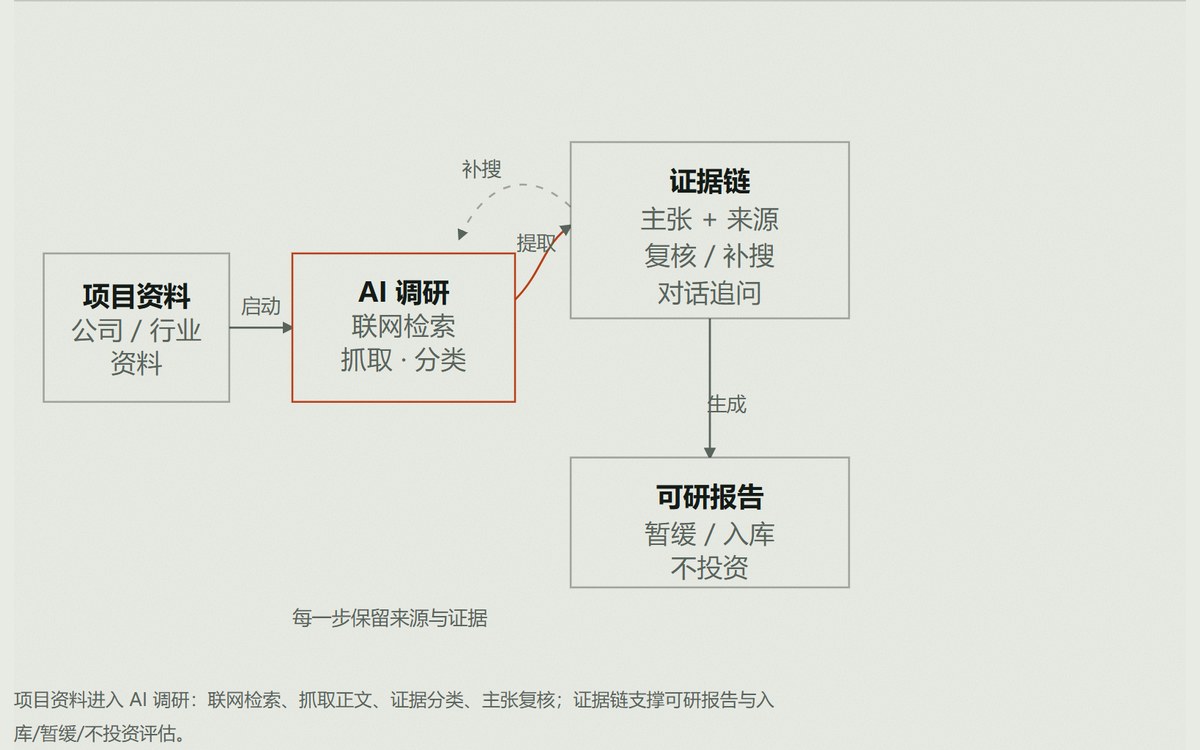 项目资料
公司 / 行业
资料
启动
AI 调研
联网检索
抓取 · 分类
补搜
提取
证据链
主张 + 来源
复核 / 补搜
对话追问
生成
可研报告
暂缓 / 入库
不投资
每一步保留来源与证据
项目资料进入 AI 调研：联网检索、抓取正文、证据分类、主张复核；证据链支撑可研报告与入
库/暂缓/不投资评估。